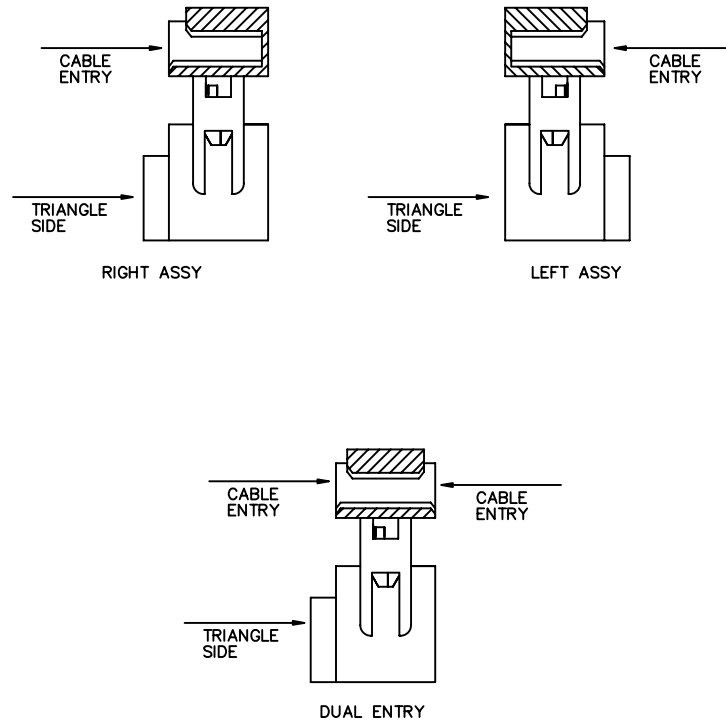 CABLE
ENTRY
CABLE
ENTRY
TRIANGLE
SIDE
TRIANGLE
SIDE
RIGHT ASSY
LEFT ASSY
CABLE
ENTRY
CABLE
ENTRY
TRIANGLE
SIDE
DUAL ENTRY